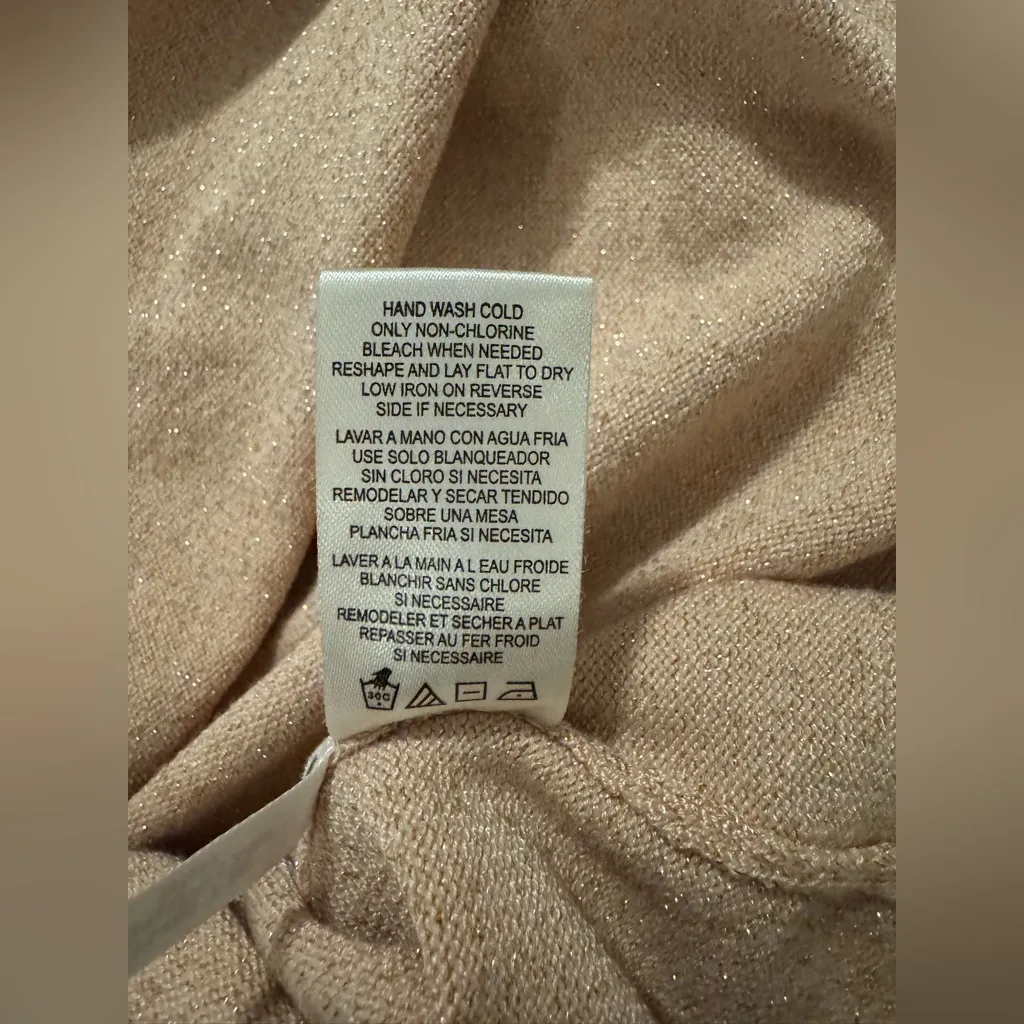 HAND WASH COLD
ONLY NON-CHLORINE
BLEACH WHEN NEEDED
RESHAPE AND LAY FLAT TO DRY
LOW IRON ON REVERSE
SIDE IF NECESSARY
LAVAR A MANO CON AGUA FRIA
USE SOLO BLANQUEADOR
SIN CLORO SI NECESITA
REMODELAR Y SECAR TENDIDO
SOBRE UNA MESA
PLANCHA FRIA SI NECESITA
LAVER A LA MAIN A L EAU FROIDE
BLANCHIR SANS CHLORE
SI NECESSAIRE
REMODELER ET SECHER A PLAT
REPASSER AU FER FROID
SI NECESSAIRE
30C